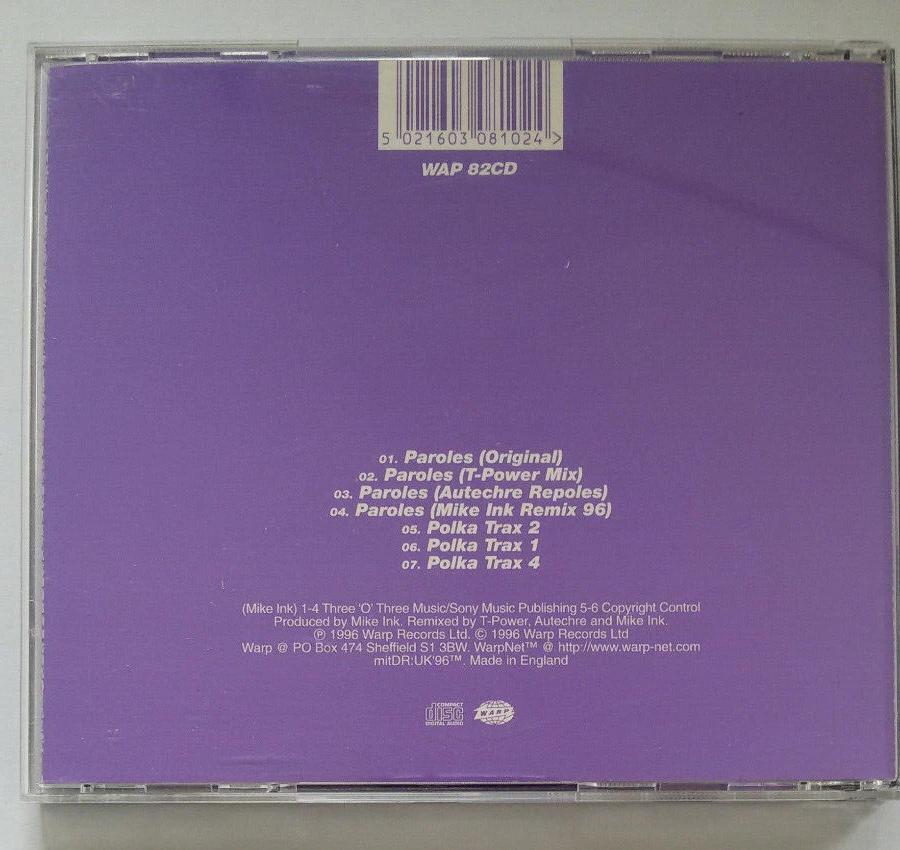 5 021603 081024 >
WAP 82CD
01. Paroles (Original)
02. Paroles (T-Power Mix)
03. Paroles (Autechre Repoles)
04. Paroles (Mike Ink Remix 96)
05. Polka Trax 2
06. Polka Trax 1
07. Polka Trax 4
(Mike Ink) 1-4 Three 'O' Three Music/Sony Music Publishing 5-6 Copyright Control
Produced by Mike Ink. Remixed by T-Power, Autechre and Mike Ink.
℗ 1996 Warp Records Ltd. © 1996 Warp Records Ltd
Warp @ PO Box 474 Sheffield S1 3BW. WarpNet™ @ http://www.warp-net.com
mitDR:UK'96™. Made in England
COMPACT
disc
DIGITAL AUDIO
WARP